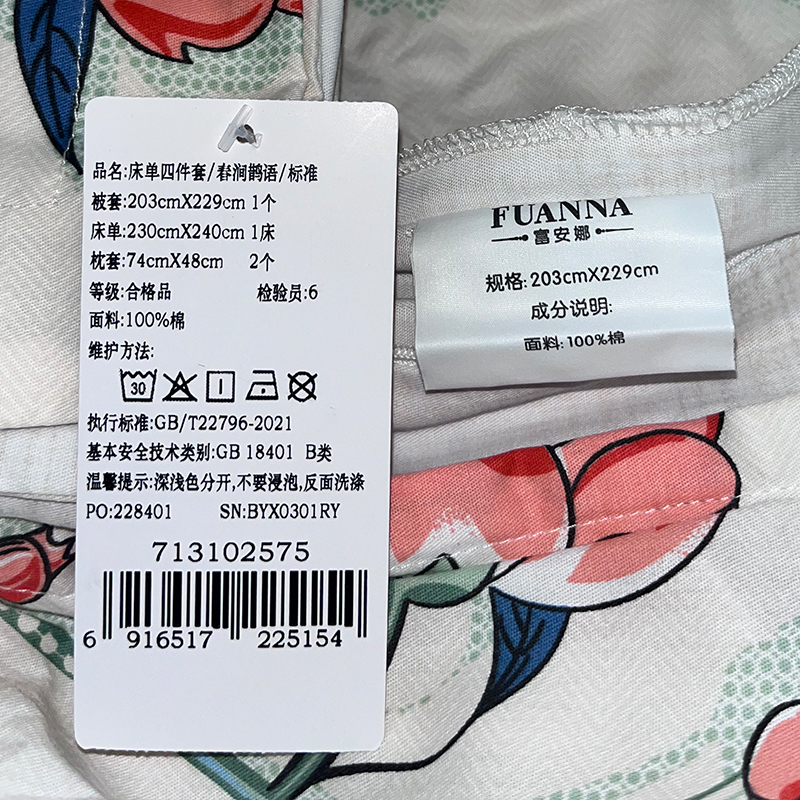 品名:床单四件套/春涧鹊语/标准
被套:203cmX229cm 1个
床单:230cmX240cm 1床
枕套:74cmX48cm 2个
等级:合格品 检验员:6
面料:100%棉
维护方法:
30
执行标准:GB/T22796-2021
基本安全技术类别:GB 18401 B类
温馨提示:深浅色分开,不要浸泡,反面洗涤
PO:228401 SN:BYX0301RY
713102575
6 916517 225154
FUANNA
富安娜
规格:203cmX229cm
成分说明:
面料:100%棉